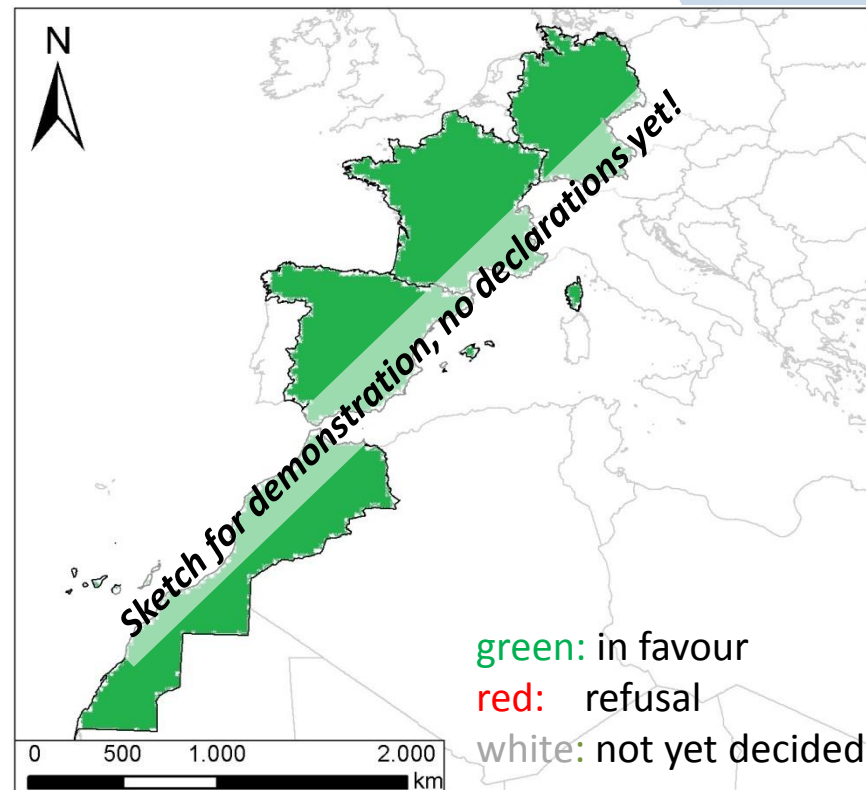 N
Sketch for demonstration, no declarations yet!
green: in favour
red: refusal
white: not yet decided
0 500 1.000 2.000
km